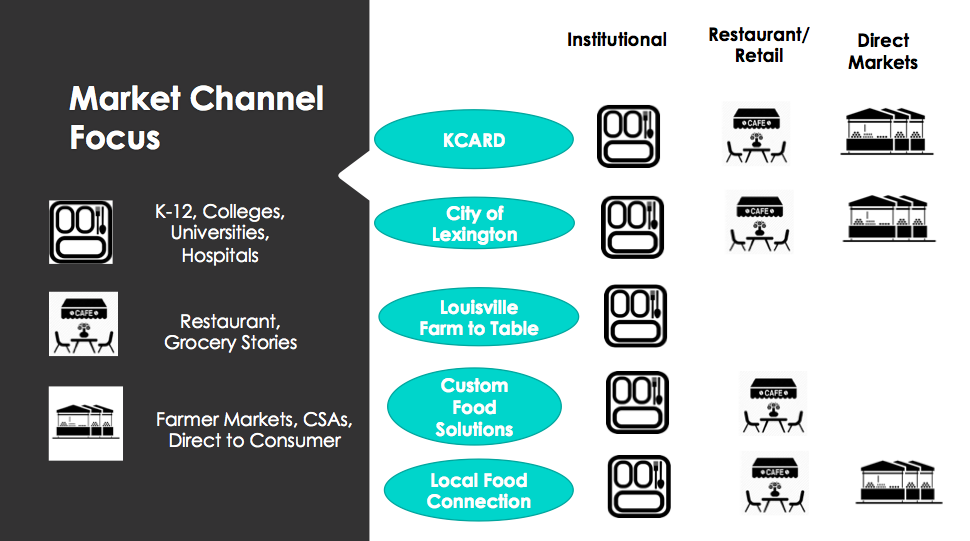 Market Channel
Focus
K-12, Colleges,
Universities,
Hospitals
CAFE
Restaurant,
Grocery Stories
Farmer Markets, CSAs,
Direct to Consumer
Institutional
Restaurant/
Retail
Direct
Markets
KCARD
CAFE
City of
Lexington
CAFE
Louisville
Farm to Table
Custom
Food
Solutions
CAFE
Local Food
Connection
CAFE